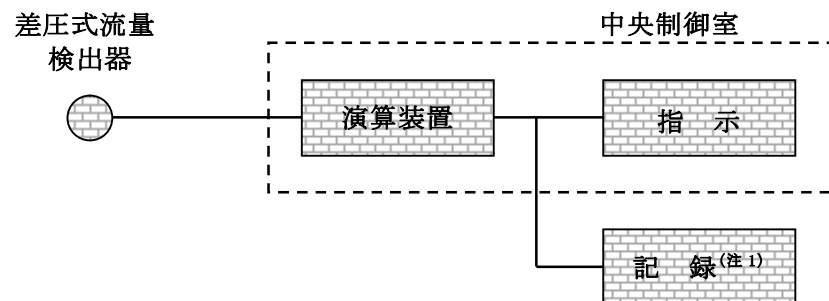 差圧式流量
検出器
中央制御室
演算装置
指　示
記　録(注1)